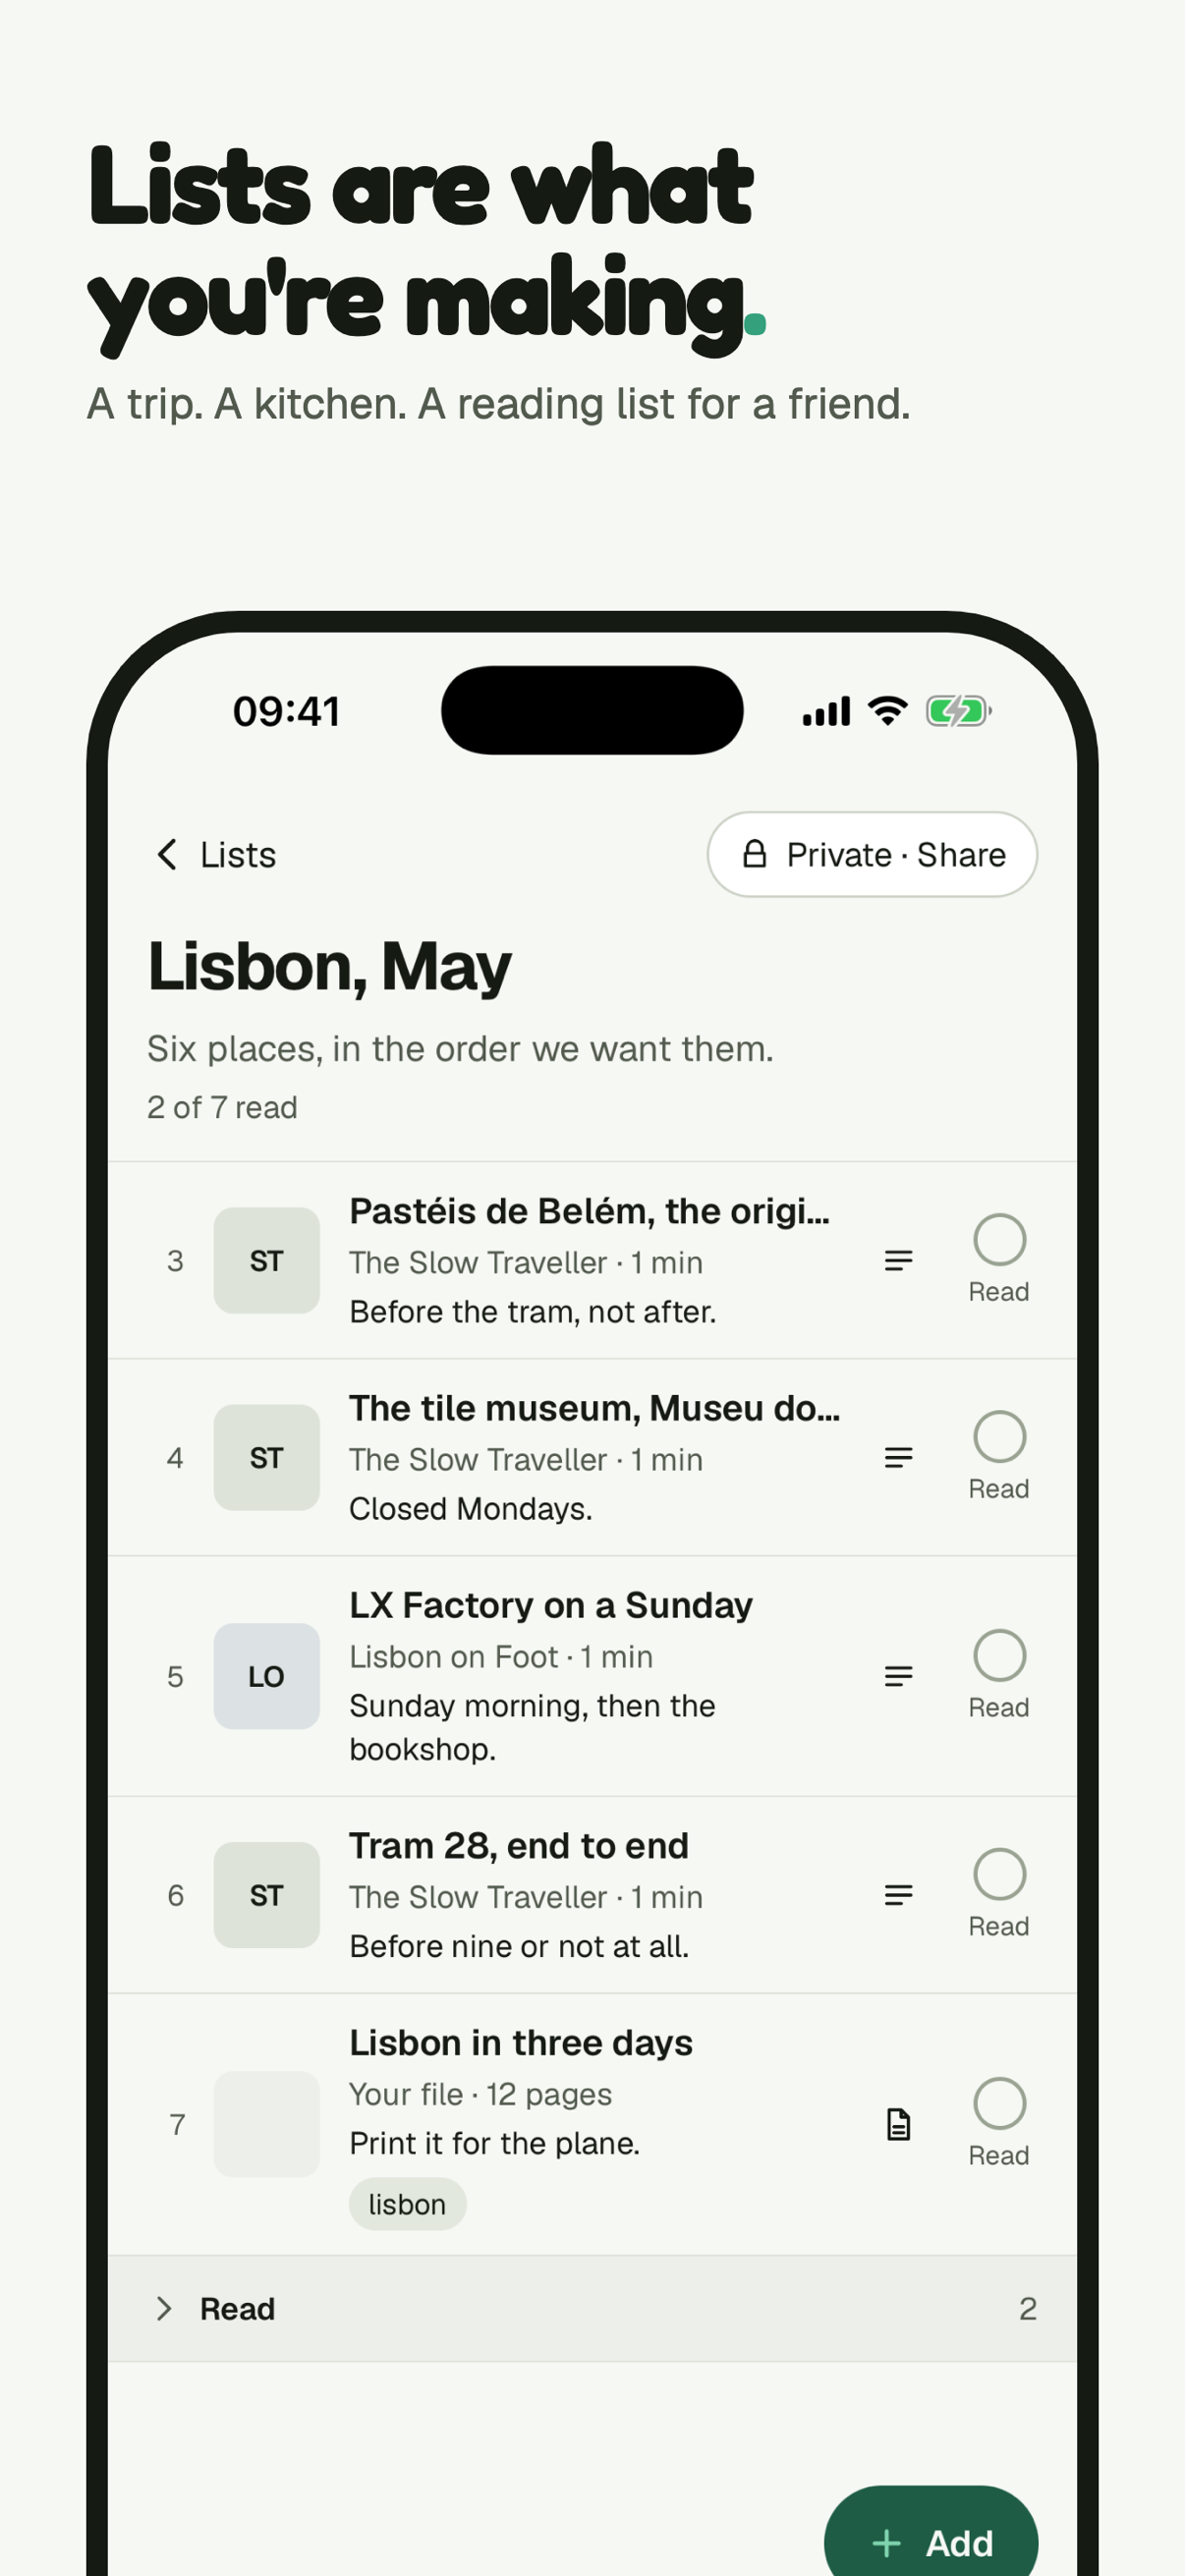 Lists are what
you're making.
A trip. A kitchen. A reading list for a friend.
09:41
Lists
Private · Share
Lisbon, May
Six places, in the order we want them.
2 of 7 read
3
ST
Pastéis de Belém, the origi...
The Slow Traveller · 1 min
Before the tram, not after.
Read
4
ST
The tile museum, Museu do...
The Slow Traveller · 1 min
Closed Mondays.
Read
5
LO
LX Factory on a Sunday
Lisbon on Foot · 1 min
Sunday morning, then the
bookshop.
Read
6
ST
Tram 28, end to end
The Slow Traveller · 1 min
Before nine or not at all.
Read
7
Lisbon in three days
Your file · 12 pages
Print it for the plane.
lisbon
Read
Read
2
+ Add